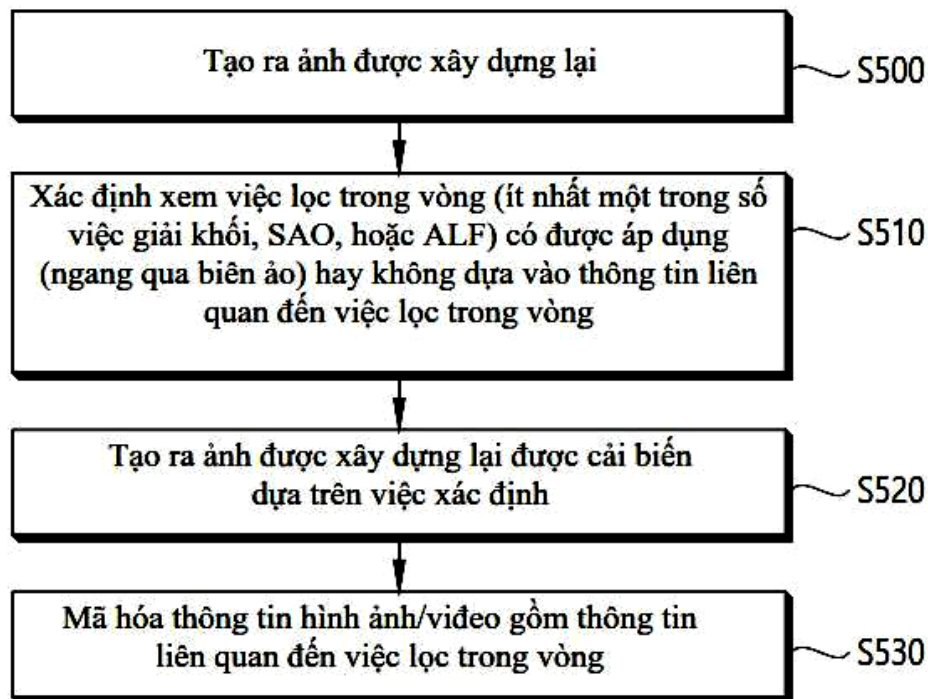 Tạo ra ảnh được xây dựng lại
S500
Xác định xem việc lọc trong vòng (ít nhất một trong số
việc giải khối, SAO, hoặc ALF) có được áp dụng
(ngang qua biên ảo) hay không dựa vào thông tin liên
quan đến việc lọc trong vòng
S510
Tạo ra ảnh được xây dựng lại được cải biến
dựa trên việc xác định
S520
Mã hóa thông tin hình ảnh/viđeo gồm thông tin
liên quan đến việc lọc trong vòng
S530